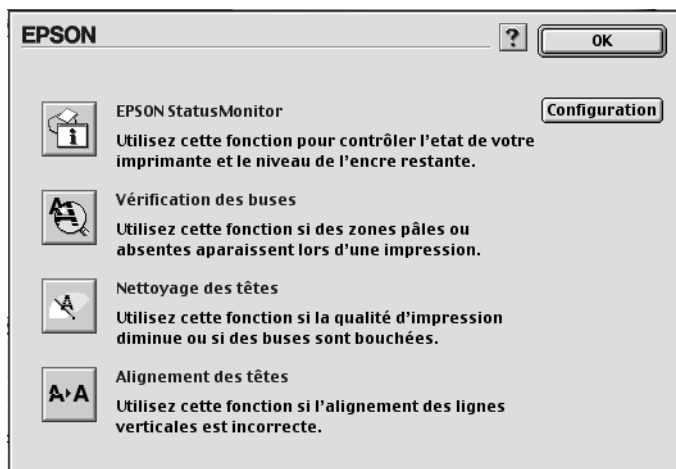 EPSON
?
OK
EPSON StatusMonitor
Configuration
Utilisez cette fonction pour contrôler l'etat de votre
imprimante et le niveau de l'encre restante.
Vérification des buses
Utilisez cette fonction si des zones pâles ou
absentes aparaissent lors d'une impression.
Nettoyage des têtes
Utilisez cette fonction si la qualité d'impression
diminue ou si des buses sont bouchées.
Alignement des têtes
Utilisez cette fonction si l'alignement des lignes
verticales est incorrecte.